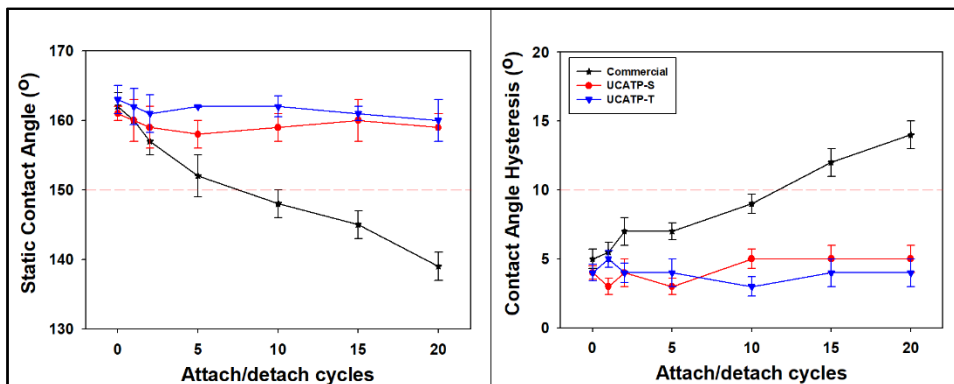 Static Contact Angle (º)
170
160
150
140
130
0 5 10 15 20
Attach/detach cycles
Contact Angle Hysteresis (º)
20
15
10
5
0
Commercial
UCATP-S
UCATP-T
0 5 10 15 20
Attach/detach cycles